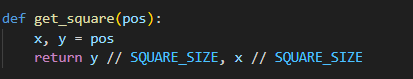 def get_square(pos):
    x, y = pos
    return y // SQUARE_SIZE, x // SQUARE_SIZE